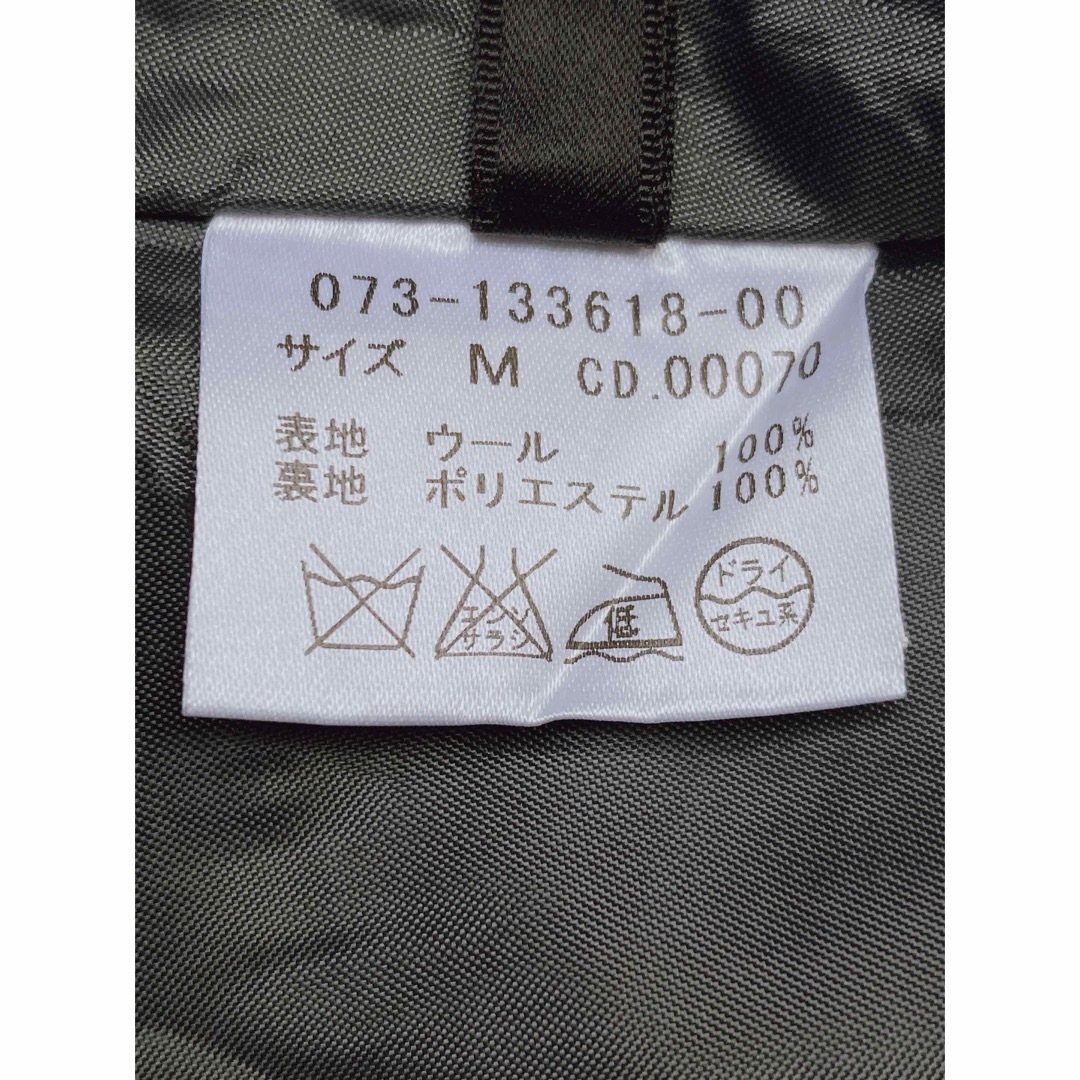 073-133618-00
サイズ M CD.00070
表地 ウール 100%
裏地 ポリエステル 100%
エンソ
サラシ
低
ドライ
セキユ系